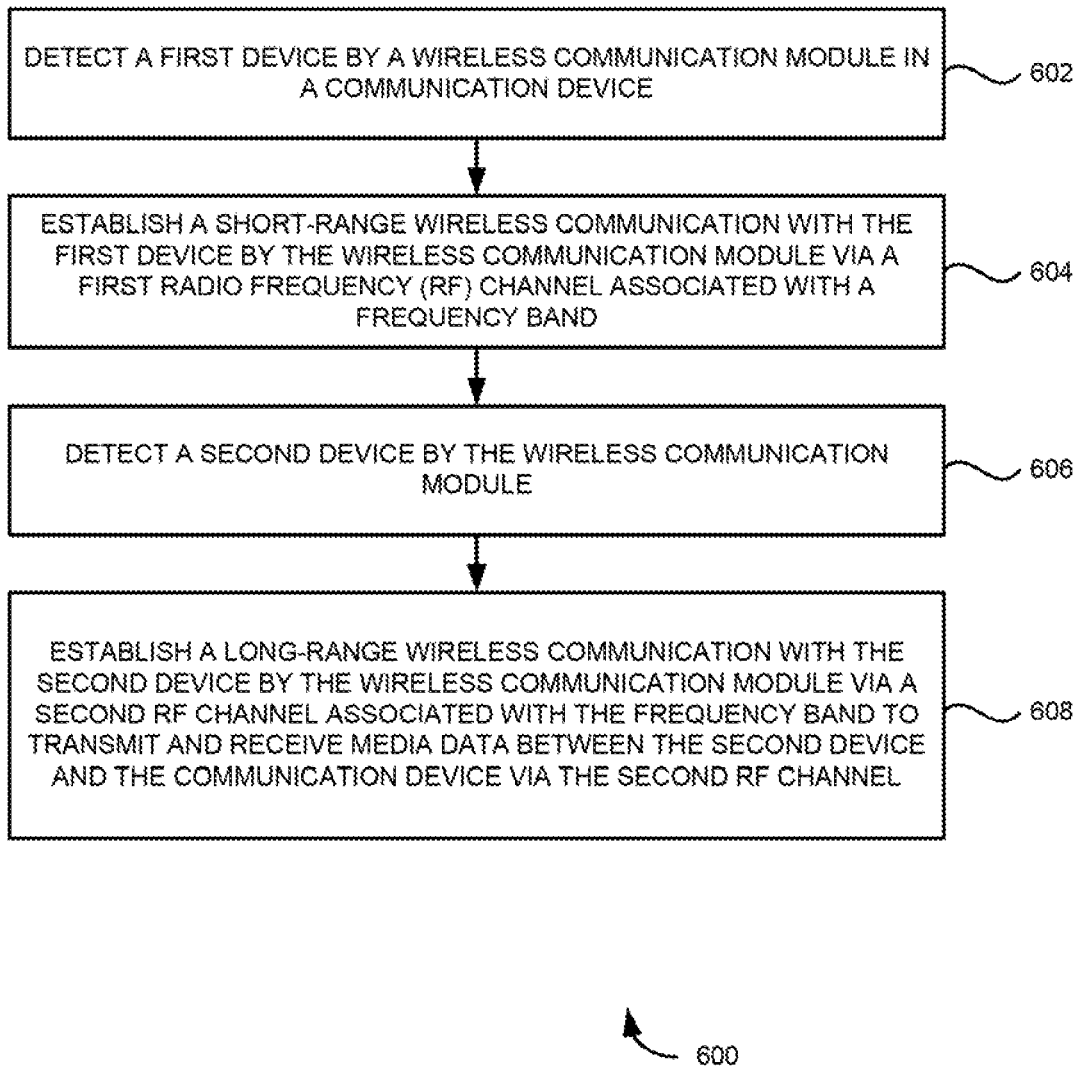 DETECT A FIRST DEVICE BY A WIRELESS COMMUNICATION MODULE IN
A COMMUNICATION DEVICE
602
ESTABLISH A SHORT-RANGE WIRELESS COMMUNICATION WITH THE
FIRST DEVICE BY THE WIRELESS COMMUNICATION MODULE VIA A
FIRST RADIO FREQUENCY (RF) CHANNEL ASSOCIATED WITH A
FREQUENCY BAND
604
DETECT A SECOND DEVICE BY THE WIRELESS COMMUNICATION
MODULE
606
ESTABLISH A LONG-RANGE WIRELESS COMMUNICATION WITH THE
SECOND DEVICE BY THE WIRELESS COMMUNICATION MODULE VIA A
SECOND RF CHANNEL ASSOCIATED WITH THE FREQUENCY BAND TO
TRANSMIT AND RECEIVE MEDIA DATA BETWEEN THE SECOND DEVICE
AND THE COMMUNICATION DEVICE VIA THE SECOND RF CHANNEL
608
600